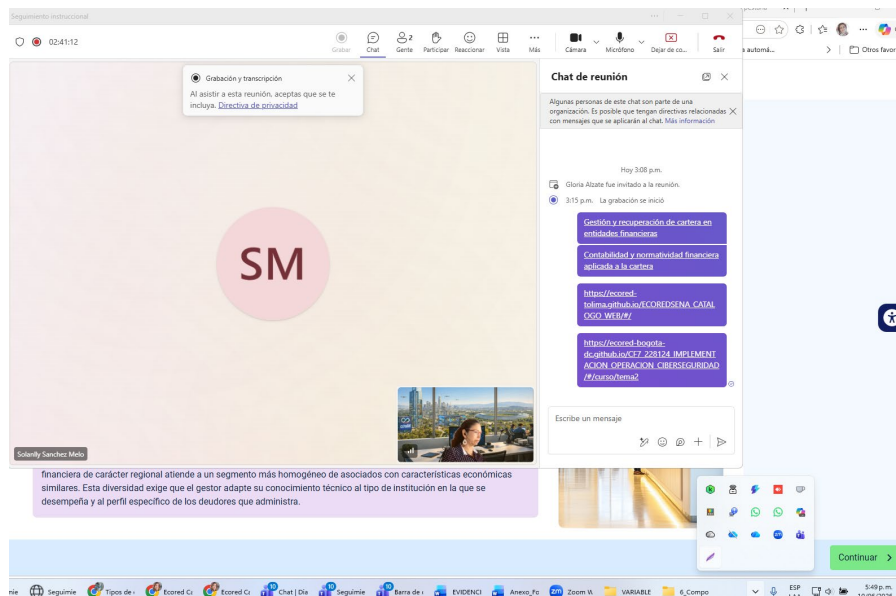 Seguimiento instruccional
02:41:12
Grabar
Chat
2
Gente
Participar
Reaccionar
Vista
Más
Cámara
Micrófono
Dejar de co...
Salir
Grabación y transcripción
Al asistir a esta reunión, aceptas que se te
incluya. Directiva de privacidad
SM
Solanlly Sanchez Melo
Chat de reunión
Algunas personas de este chat son parte de una
organización. Es posible que tengan directivas relacionadas
con mensajes que se aplicarán al chat. Más información
Hoy 3:08 p.m.
Gloria Alzate fue invitado a la reunión.
3:15 p.m. La grabación se inició
Gestión y recuperación de cartera en
entidades financieras
Contabilidad y normatividad financiera
aplicada a la cartera
https://ecored-
tolima.github.io/ECOREDSENA_CATAL
OGO_WEB/#/
https://ecored-bogota-
dc.github.io/CF7_228124_IMPLEMENT
ACION_OPERACION_CIBERSEGURIDAD
/#/curso/tema2
Escribe un mensaje
a automá...
Otros favor
financiera de carácter regional atiende a un segmento más homogéneo de asociados con características económicas
similares. Esta diversidad exige que el gestor adapte su conocimiento técnico al tipo de institución en la que se
desempeña y al perfil específico de los deudores que administra.
Continuar
Seguimie
Tipos de
Ecored Ca
Ecored Ca
Chat | Dia
Seguimie
Barra de
EVIDENCI
Anexo_Fo
Zoom W
VARIABLE
6_Compo
ESP
5:49 p.m.